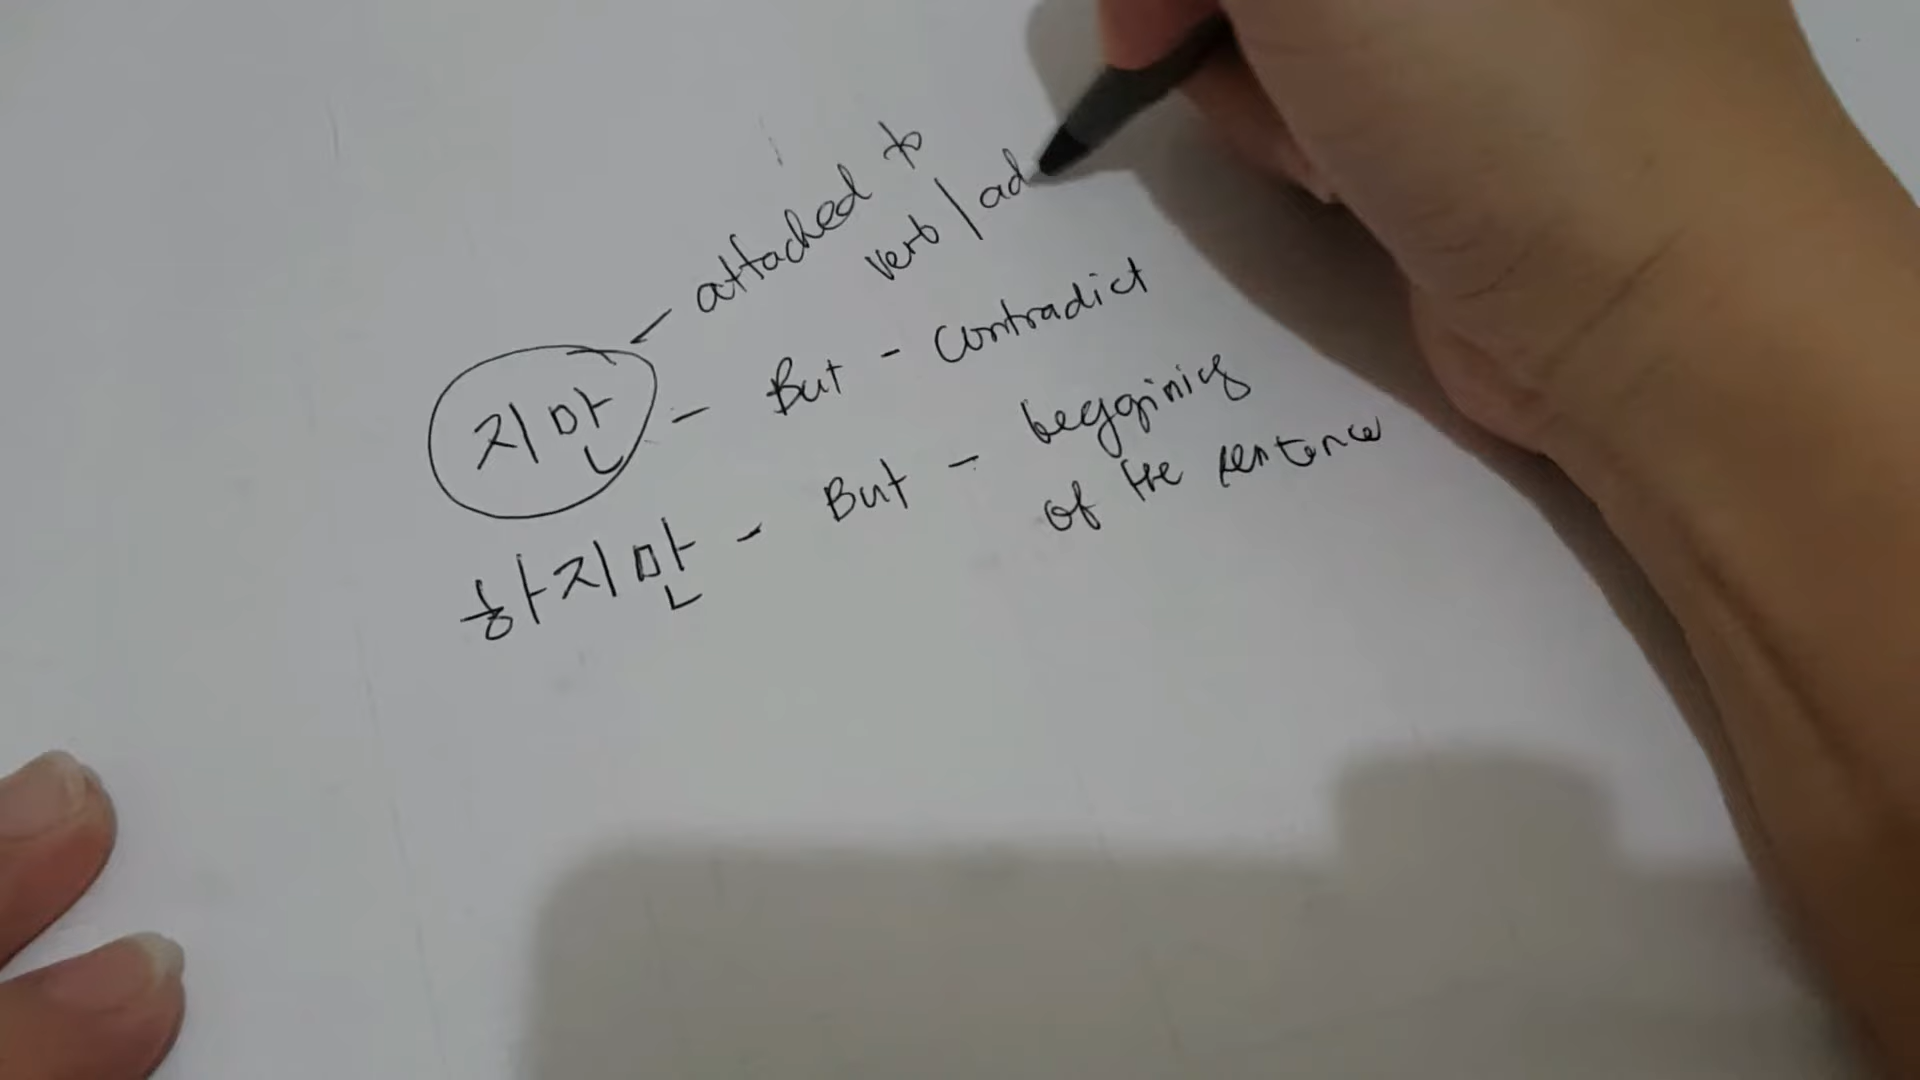 attached to
verb / ad
지만 - But - contradict
하지만 - But - beggining
of the sentence